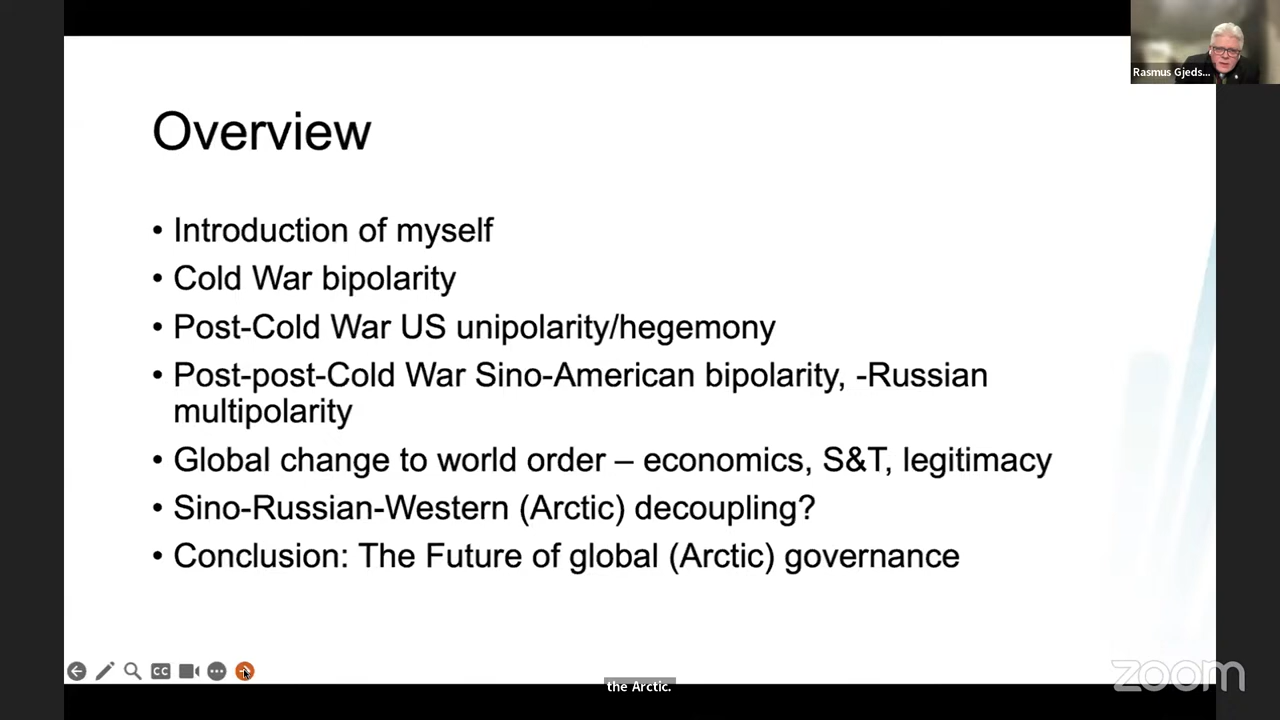 Rasmus Gjeds...
Overview
• Introduction of myself
• Cold War bipolarity
• Post-Cold War US unipolarity/hegemony
• Post-post-Cold War Sino-American bipolarity, -Russian
multipolarity
• Global change to world order – economics, S&T, legitimacy
• Sino-Russian-Western (Arctic) decoupling?
• Conclusion: The Future of global (Arctic) governance
CC
zoom
the Arctic.